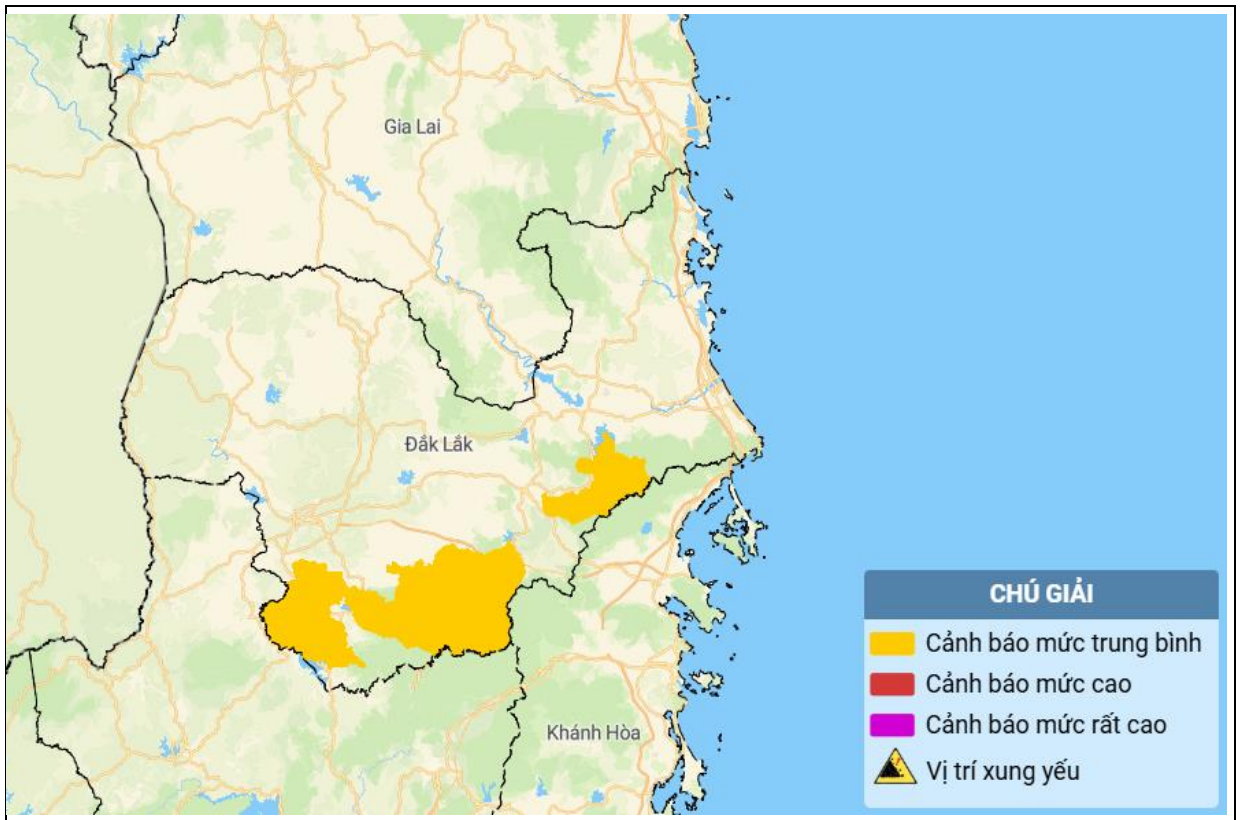 Gia Lai
Đắk Lắk
Khánh Hòa
CHÚ GIẢI
Cảnh báo mức trung bình
Cảnh báo mức cao
Cảnh báo mức rất cao
Vị trí xung yếu